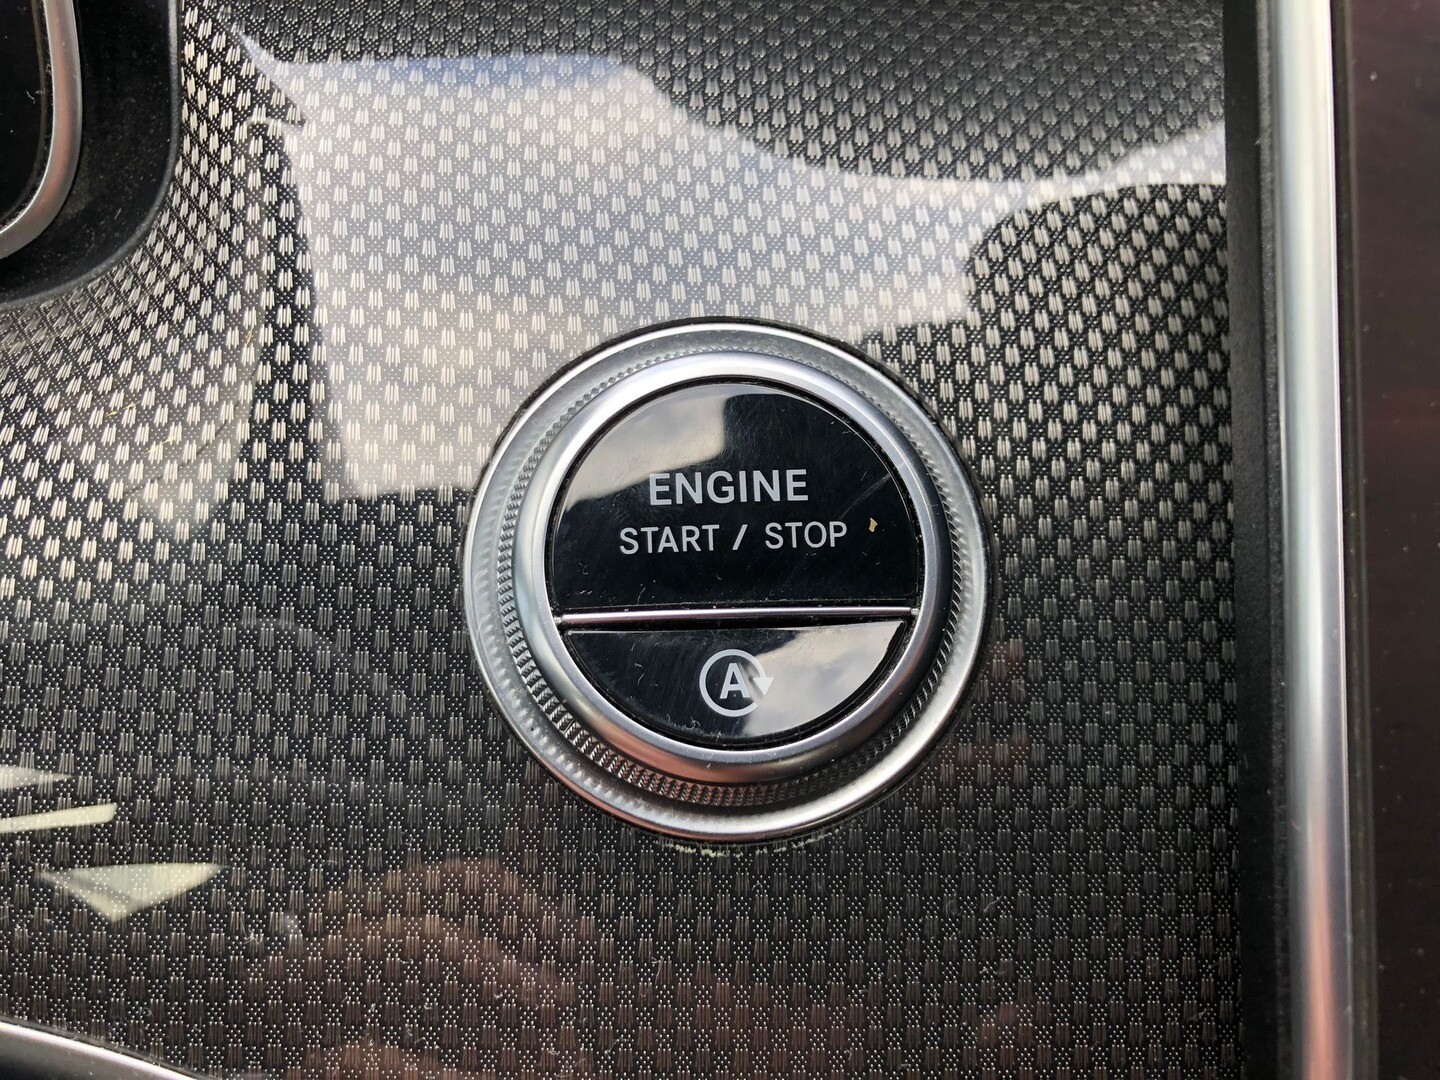 ENGINE
START / STOP
A